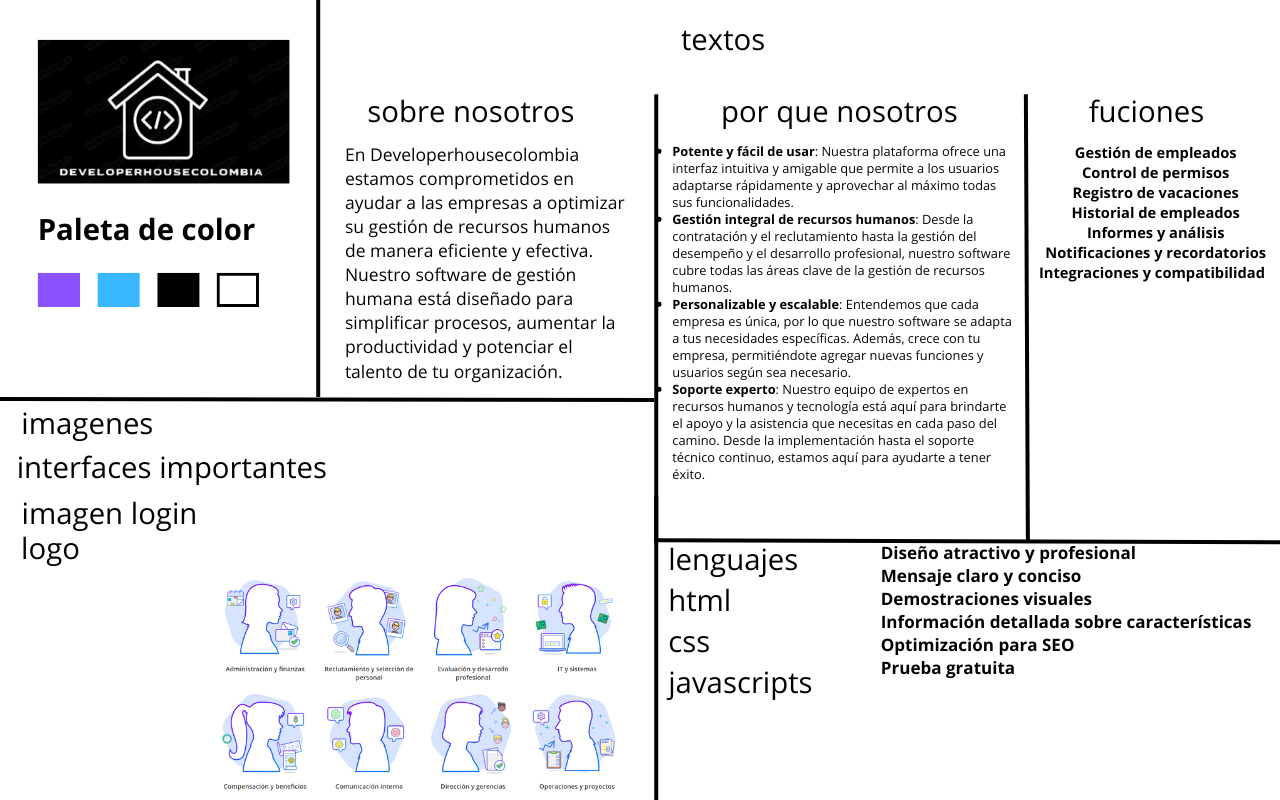 DEVELOPERHOUSECOLOMBIA
Paleta de color
textos
sobre nosotros
En Developerhousecolombia
estamos comprometidos en
ayudar a las empresas a optimizar
su gestión de recursos humanos
de manera eficiente y efectiva.
Nuestro software de gestión
humana está diseñado para
simplificar procesos, aumentar la
productividad y potenciar el
talento de tu organización.
por que nosotros
• Potente y fácil de usar: Nuestra plataforma ofrece una
interfaz intuitiva y amigable que permite a los usuarios
adaptarse rápidamente y aprovechar al máximo todas
sus funcionalidades.
• Gestión integral de recursos humanos: Desde la
contratación y el reclutamiento hasta la gestión del
desempeño y el desarrollo profesional, nuestro software
cubre todas las áreas clave de la gestión de recursos
humanos.
• Personalizable y escalable: Entendemos que cada
empresa es única, por lo que nuestro software se adapta
a tus necesidades específicas. Además, crece con tu
empresa, permitiéndote agregar nuevas funciones y
usuarios según sea necesario.
• Soporte experto: Nuestro equipo de expertos en
recursos humanos y tecnología está aquí para brindarte
el apoyo y la asistencia que necesitas en cada paso del
camino. Desde la implementación hasta el soporte
técnico continuo, estamos aquí para ayudarte a tener
éxito.
fuciones
Gestión de empleados
Control de permisos
Registro de vacaciones
Historial de empleados
Informes y análisis
Notificaciones y recordatorios
Integraciones y compatibilidad
imagenes
interfaces importantes
imagen login
logo
Administración y finanzas
Reclutamiento y selección de
personal
Evaluación y desarrollo
profesional
IT y sistemas
Compensación y beneficios
Comunicación interna
Dirección y gerencias
Operaciones y proyectos
lenguajes
html
css
javascripts
Diseño atractivo y profesional
Mensaje claro y conciso
Demostraciones visuales
Información detallada sobre características
Optimización para SEO
Prueba gratuita